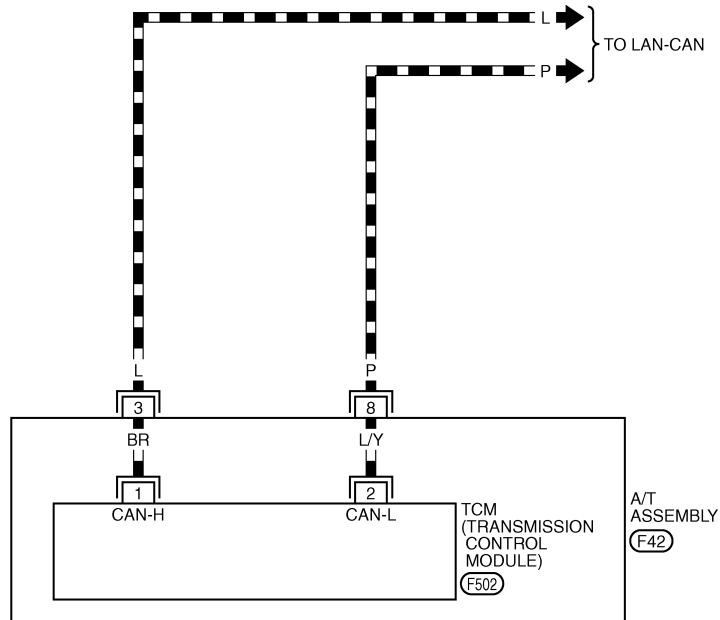 L
TO LAN-CAN
P
L
P
3
8
BR
L/Y
1
2
CAN-H
CAN-L
TCM
(TRANSMISSION
CONTROL
MODULE)
F502
A/T
ASSEMBLY
F42